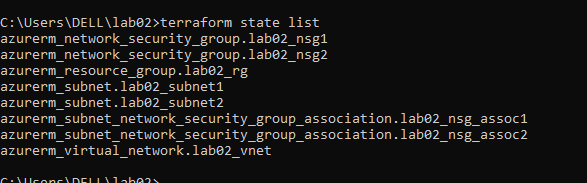 C:\Users\DELL\lab02>terraform state list
azurerm_network_security_group.lab02_nsg1
azurerm_network_security_group.lab02_nsg2
azurerm_resource_group.lab02_rg
azurerm_subnet.lab02_subnet1
azurerm_subnet.lab02_subnet2
azurerm_subnet_network_security_group_association.lab02_nsg_assoc1
azurerm_subnet_network_security_group_association.lab02_nsg_assoc2
azurerm_virtual_network.lab02_vnet
C:\Users\DELL\lab02>